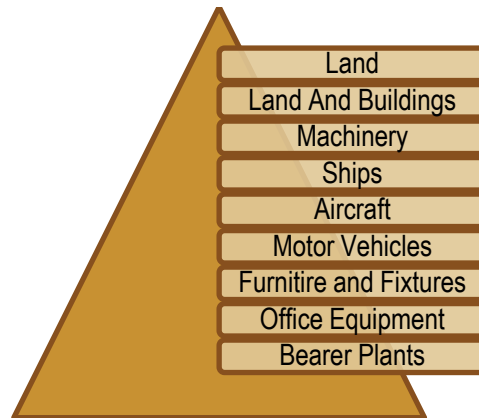 Land
Land And Buildings
Machinery
Ships
Aircraft
Motor Vehicles
Furnitire and Fixtures
Office Equipment
Bearer Plants